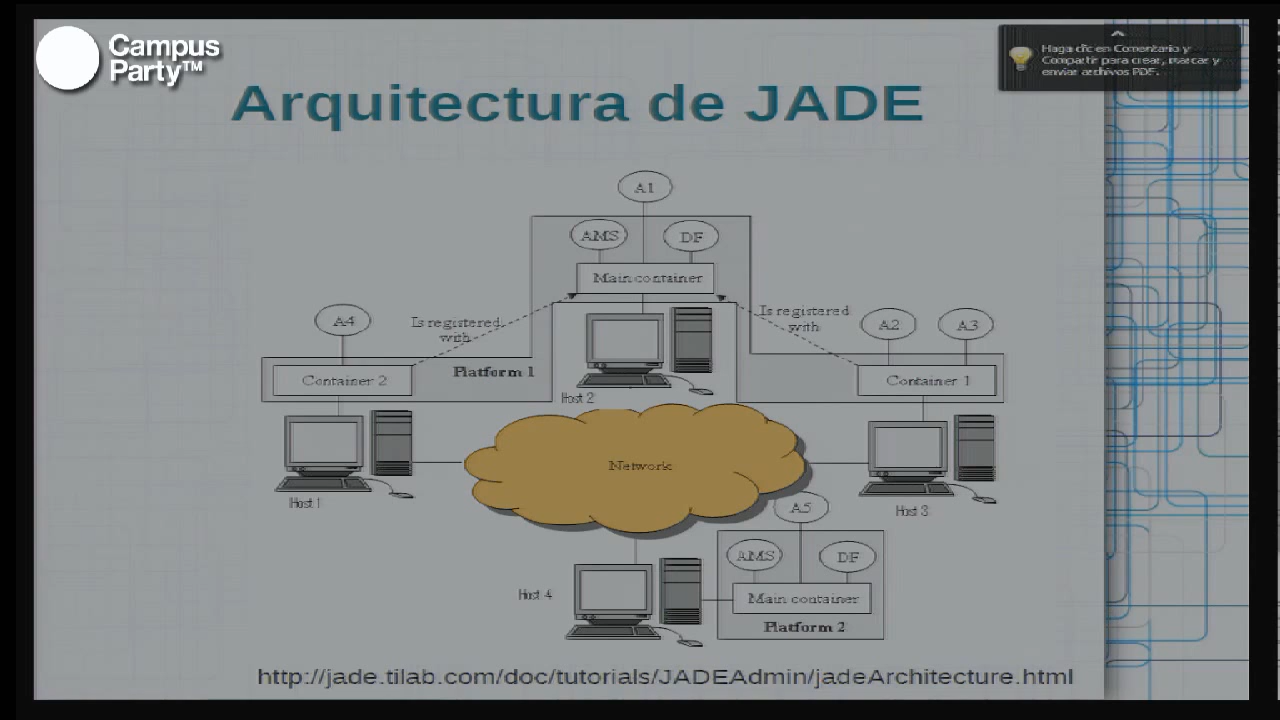 Campus
Party™
Haga clic en Comentario y
Compartir para crear, marcar y
enviar archivos PDF.
Arquitectura de JADE
A1
AMS
DF
Main container
A4
Is registered
with
Is registered
with
A2
A3
Container 2
Platform 1
Container 1
Host 2
Network
Host 1
Host 3
A5
AMS
DF
Host 4
Main container
Platform 2
http://jade.tilab.com/doc/tutorials/JADEAdmin/jadeArchitecture.html